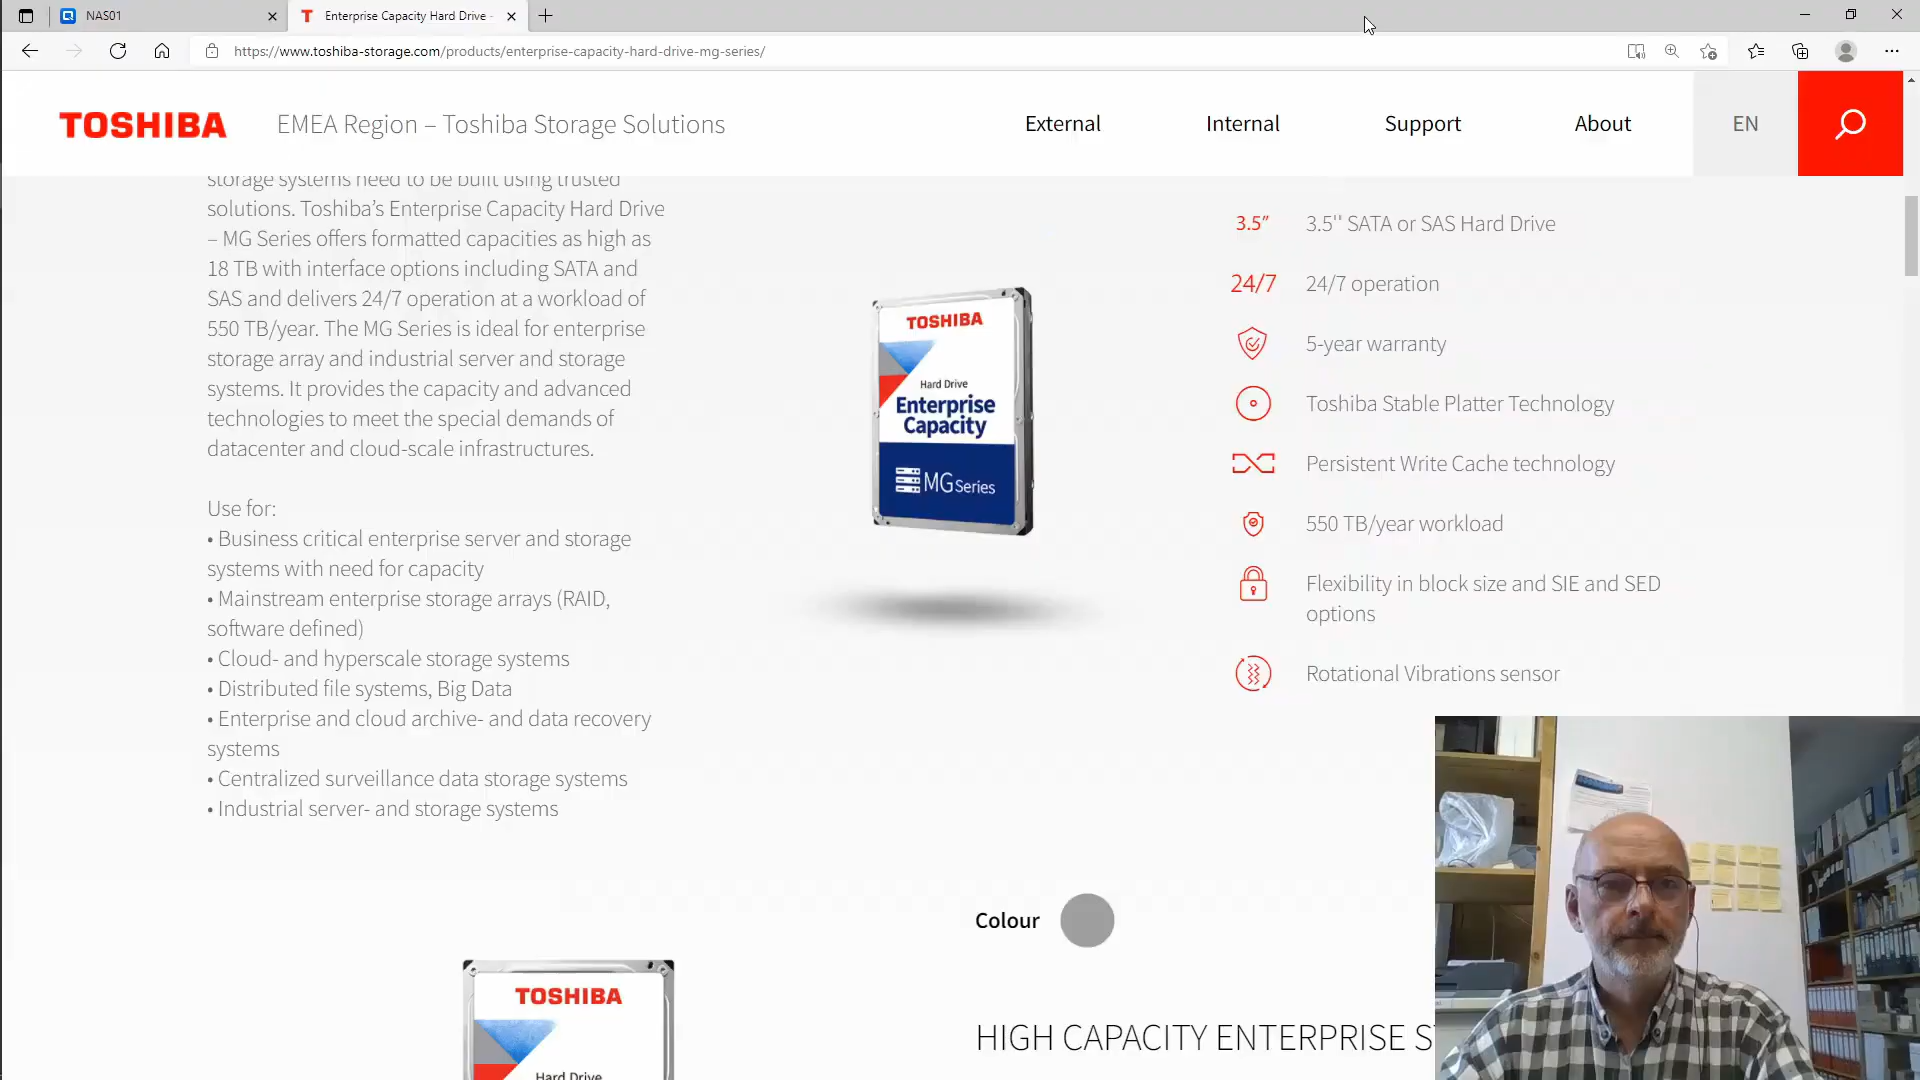 NAS01
Enterprise Capacity Hard Drive -
https://www.toshiba-storage.com/products/enterprise-capacity-hard-drive-mg-series/
TOSHIBA
EMEA Region – Toshiba Storage Solutions
External
Internal
Support
About
EN
storage systems need to be built using trusted
solutions. Toshiba’s Enterprise Capacity Hard Drive
– MG Series offers formatted capacities as high as
18 TB with interface options including SATA and
SAS and delivers 24/7 operation at a workload of
550 TB/year. The MG Series is ideal for enterprise
storage array and industrial server and storage
systems. It provides the capacity and advanced
technologies to meet the special demands of
datacenter and cloud-scale infrastructures.
Use for:
• Business critical enterprise server and storage
systems with need for capacity
• Mainstream enterprise storage arrays (RAID,
software defined)
• Cloud- and hyperscale storage systems
• Distributed file systems, Big Data
• Enterprise and cloud archive- and data recovery
systems
• Centralized surveillance data storage systems
• Industrial server- and storage systems
TOSHIBA
Hard Drive
Enterprise
Capacity
MG Series
3.5” 3.5'' SATA or SAS Hard Drive
24/7 24/7 operation
5-year warranty
Toshiba Stable Platter Technology
Persistent Write Cache technology
550 TB/year workload
Flexibility in block size and SIE and SED
options
Rotational Vibrations sensor
Colour
TOSHIBA
Hard Drive
HIGH CAPACITY ENTERPRISE